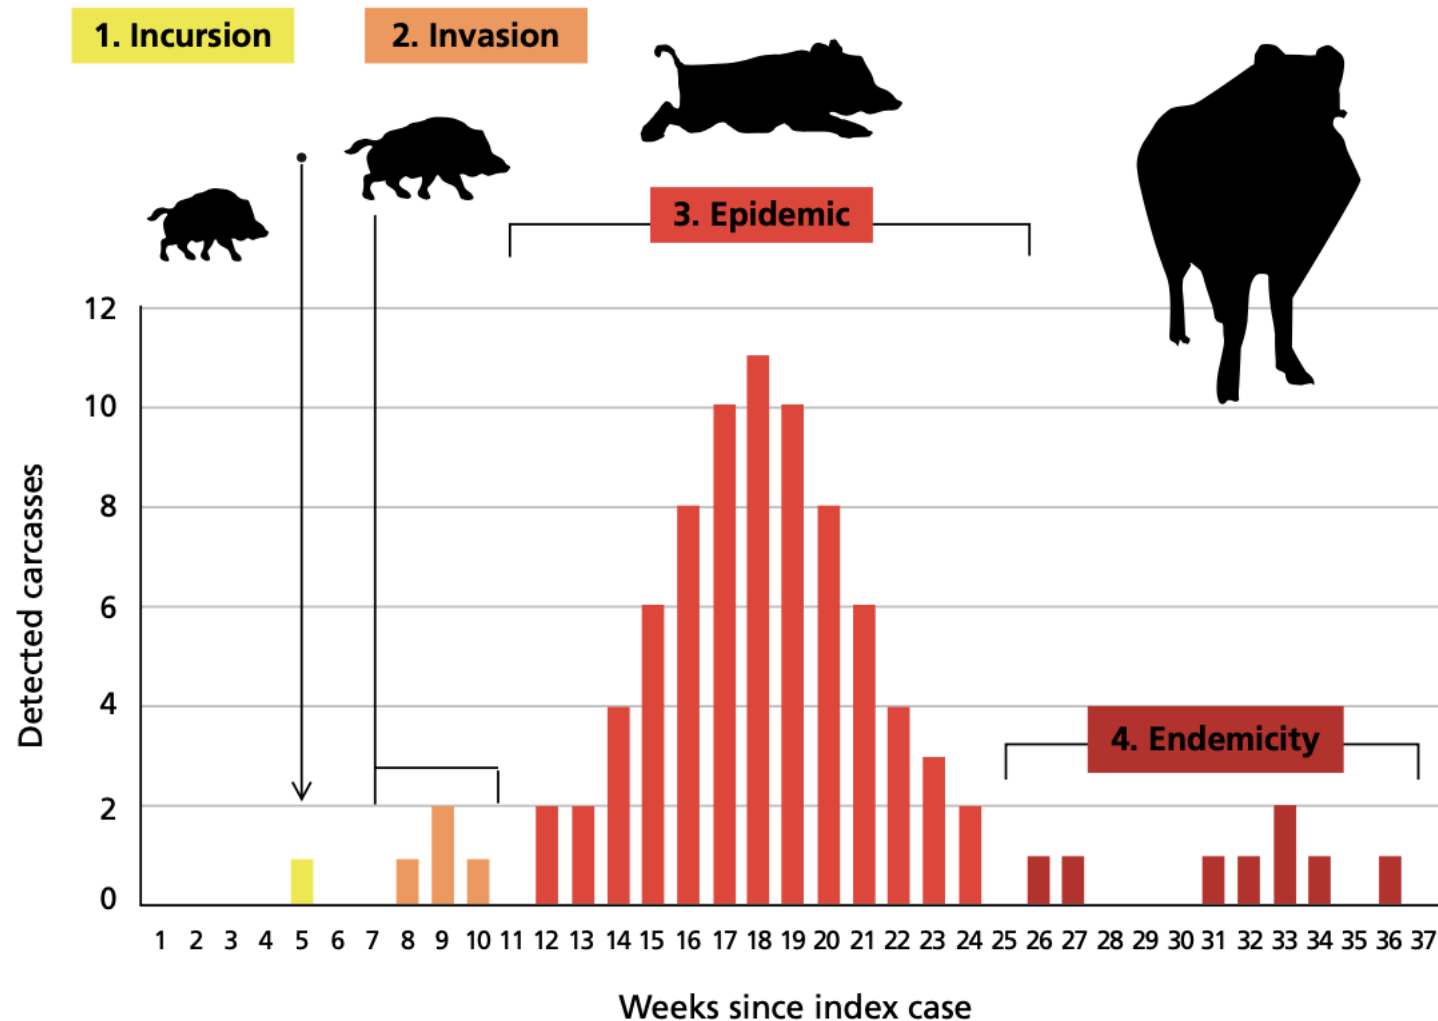 1. Incursion
2. Invasion
3. Epidemic
12
10
8
6
4
2
0
4. Endemicity
Detected carcasses
1 2 3 4 5 6 7 8 9 10 11 12 13 14 15 16 17 18 19 20 21 22 23 24 25 26 27 28 29 30 31 32 33 34 35 36 37
Weeks since index case